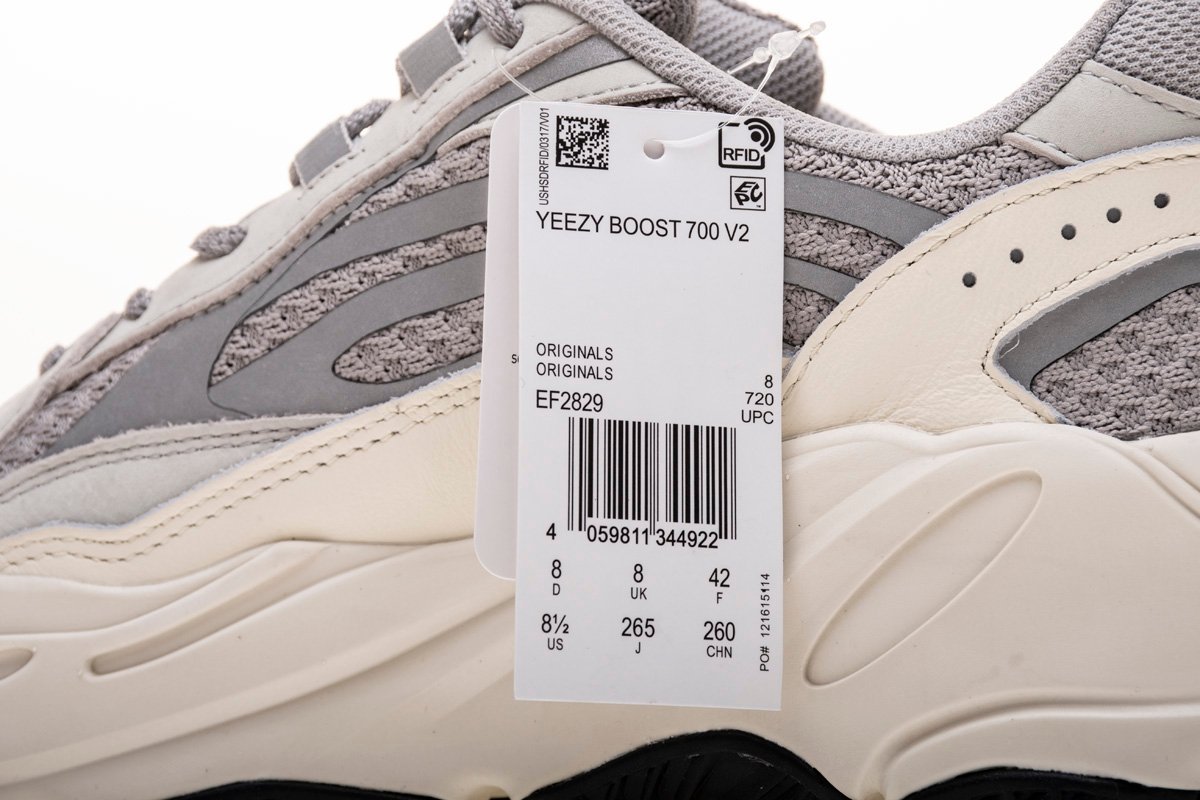 USHSDRFID/0317/V01
RFID
EPC™
YEEZY BOOST 700 V2
ORIGINALS
ORIGINALS
EF2829
8
720
UPC
4 059811 344922
8 8 42
D UK F
8½ 265 260
US J CHN
PO# 121615114